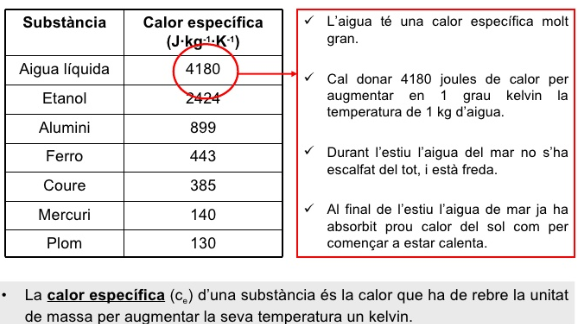 Substància Calor específica
(J·kg-1·K-1)
Aigua líquida 4180
Etanol 2424
Alumini 899
Ferro 443
Coure 385
Mercuri 140
Plom 130
✓ L'aigua té una calor específica molt
gran.
✓ Cal donar 4180 joules de calor per
augmentar en 1 grau kelvin la
temperatura de 1 kg d'aigua.
✓ Durant l'estiu l'aigua del mar no s'ha
escalfat del tot, i està freda.
✓ Al final de l'estiu l'aigua de mar ja ha
absorbit prou calor del sol com per
començar a estar calenta.
• La calor específica (ce) d'una substància és la calor que ha de rebre la unitat
de massa per augmentar la seva temperatura un kelvin.